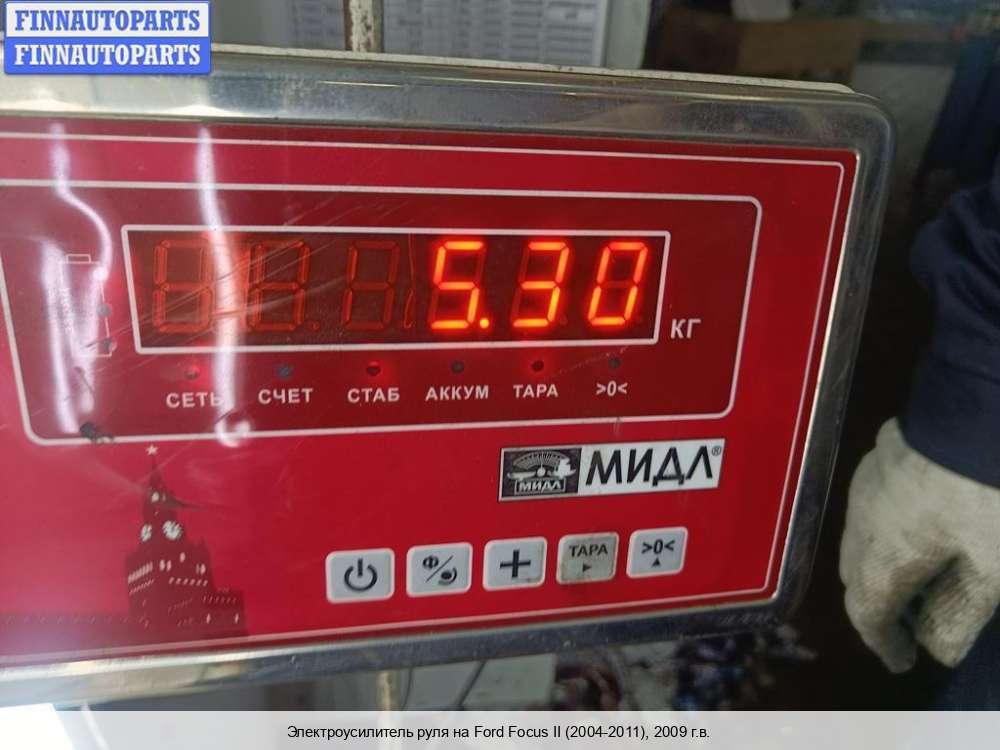 FINNAUTOPARTS
FINNAUTOPARTS
5.30
КГ
СЕТЬ СЧЕТ СТАБ АККУМ ТАРА >0<
МИДЛ МИДЛ®
Ф/ + ТАРА >0<
Электроусилитель руля на Ford Focus II (2004-2011), 2009 г.в.